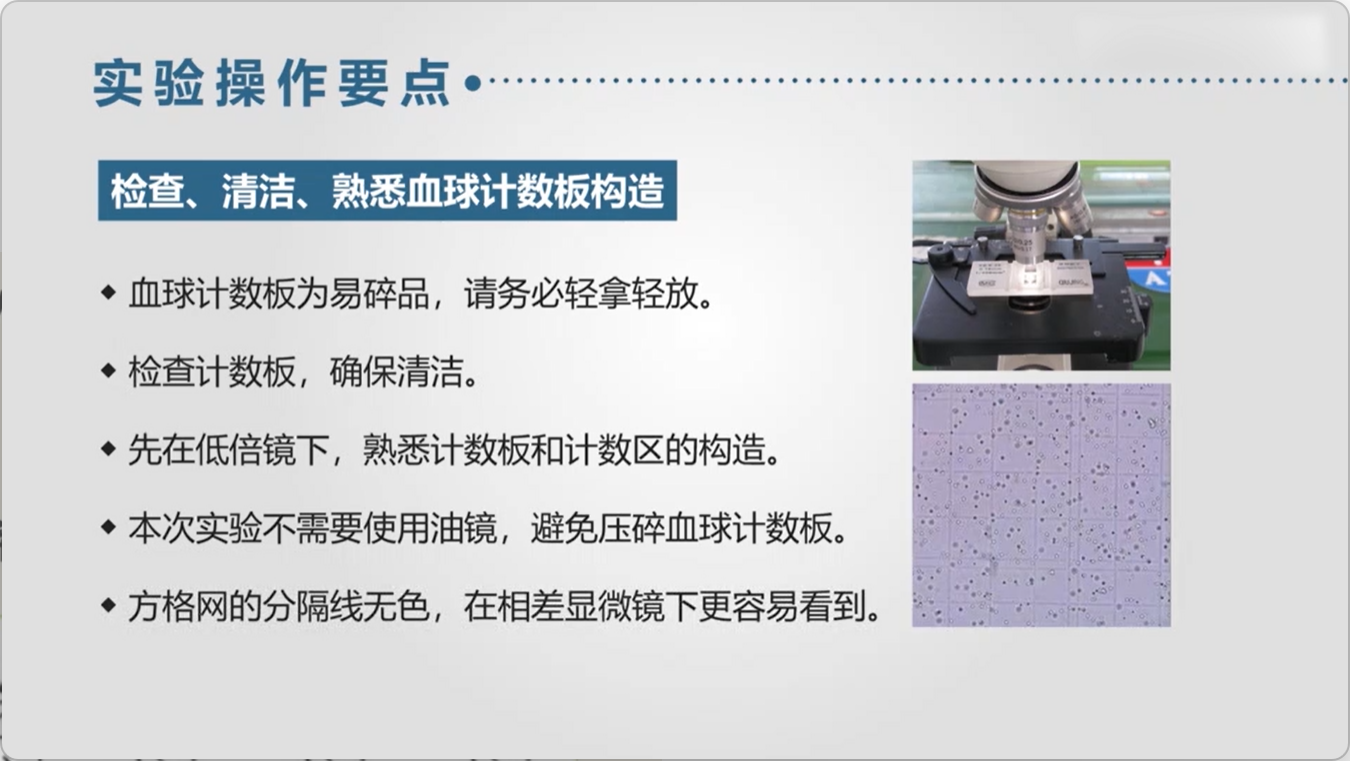 实验操作要点
检查、清洁、熟悉血球计数板构造
血球计数板为易碎品，请务必轻拿轻放。
检查计数板，确保清洁。
先在低倍镜下，熟悉计数板和计数区的构造。
本次实验不需要使用油镜，避免压碎血球计数板。
方格网的分隔线无色，在相差显微镜下更容易看到。